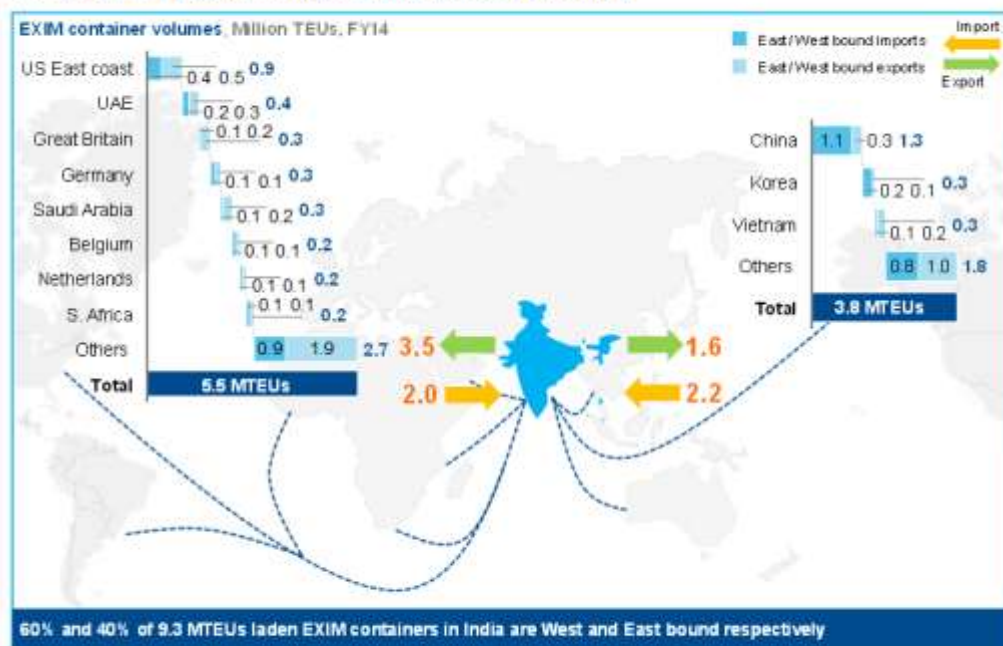 EXIM container volumes, Million TEUs, FY14
East/West bound imports
East/West bound exports
Import
Export
US East coast 0.4 0.5 0.9
UAE 0.2 0.3 0.4
Great Britain 0.1 0.2 0.3
Germany 0.1 0.1 0.3
Saudi Arabia 0.1 0.2 0.3
Belgium 0.1 0.1 0.2
Netherlands 0.1 0.1 0.2
S. Africa 0.1 0.1 0.2
Others 0.9 1.9 2.7
Total 5.5 MTEUs
3.5
2.0
1.6
2.2
China 1.1 0.3 1.3
Korea 0.2 0.1 0.3
Vietnam 0.1 0.2 0.3
Others 0.8 1.0 1.8
Total 3.8 MTEUs
60% and 40% of 9.3 MTEUs laden EXIM containers in India are West and East bound respectively